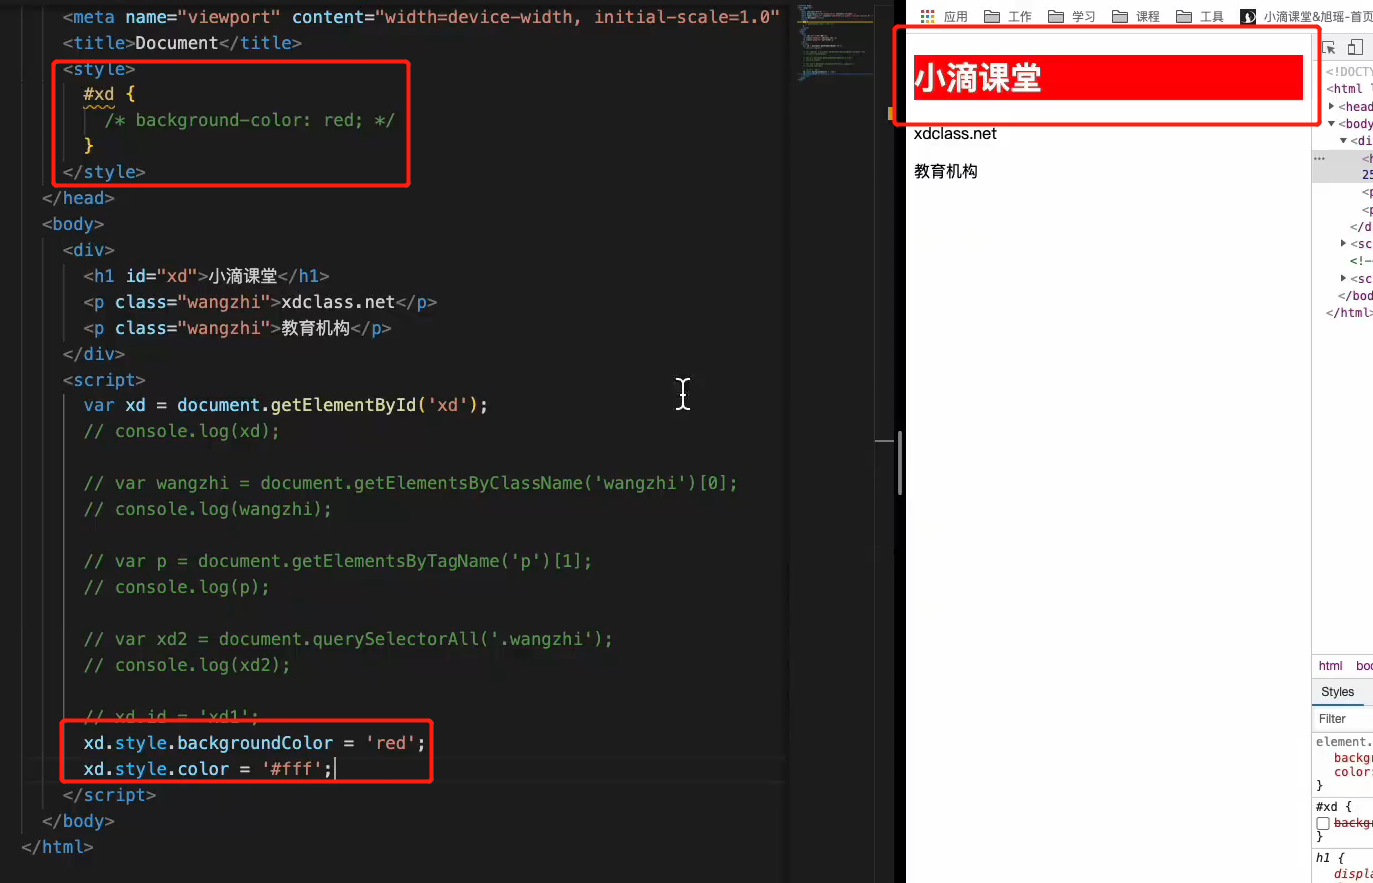 <meta name="viewport" content="width=device-width, initial-scale=1.0"
<title>Document</title>
<style>
#xd {
/* background-color: red; */
}
</style>
</head>
<body>
<div>
<h1 id="xd">小滴课堂</h1>
<p class="wangzhi">xdclass.net</p>
<p class="wangzhi">教育机构</p>
</div>
<script>
var xd = document.getElementById('xd');
// console.log(xd);
// var wangzhi = document.getElementsByClassName('wangzhi')[0];
// console.log(wangzhi);
// var p = document.getElementsByTagName('p')[1];
// console.log(p);
// var xd2 = document.querySelectorAll('.wangzhi');
// console.log(xd2);
// xd.id = 'xd1';
xd.style.backgroundColor = 'red';
xd.style.color = '#fff';
</script>
</body>
</html>
应用 工作 学习 课程 工具 小滴课堂&旭瑶-首页
小滴课堂
xdclass.net
教育机构
<!DOCTY
<html l
<head
<body
<di
<h
25
<p
<p
</d
<sc
<!-
<sc
</bod
</html>
html bod
Styles
Filter
element.
backgr
color:
}
#xd {
backgr
}
h1 {
displa